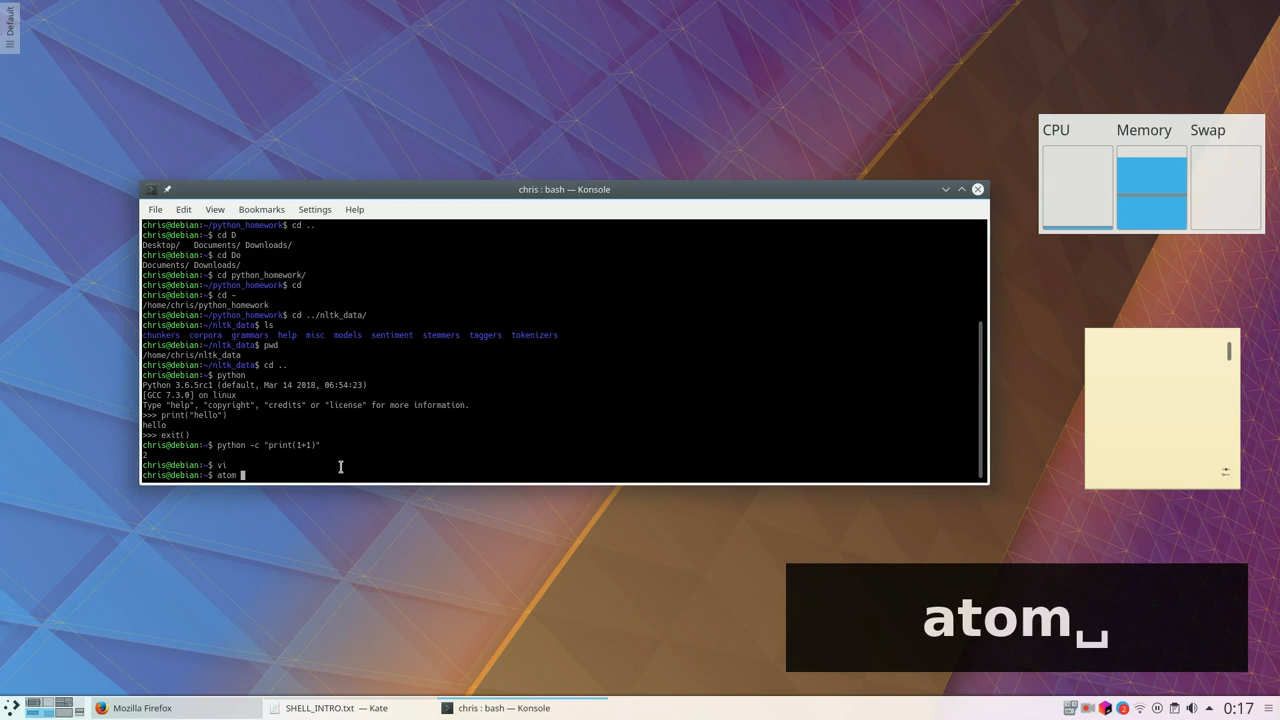 Default
CPU Memory Swap
chris : bash — Konsole
File Edit View Bookmarks Settings Help
chris@debian:~/python_homework$ cd ..
chris@debian:~$ cd D
Desktop/   Documents/ Downloads/
chris@debian:~$ cd Do
Documents/ Downloads/
chris@debian:~$ cd python_homework/
chris@debian:~/python_homework$ cd
chris@debian:~$ cd -
/home/chris/python_homework
chris@debian:~/python_homework$ cd ../nltk_data/
chris@debian:~/nltk_data$ ls
chunkers  corpora  grammars  help  misc  models  sentiment  stemmers  taggers  tokenizers
chris@debian:~/nltk_data$ pwd
/home/chris/nltk_data
chris@debian:~/nltk_data$ cd ..
chris@debian:~$ python
Python 3.6.5rc1 (default, Mar 14 2018, 06:54:23)
[GCC 7.3.0] on linux
Type "help", "copyright", "credits" or "license" for more information.
>>> print("hello")
hello
>>> exit()
chris@debian:~$ python -c "print(1+1)"
2
chris@debian:~$ vi
chris@debian:~$ atom
atom␣
Mozilla Firefox
SHELL_INTRO.txt — Kate
chris : bash — Konsole
2
0:17